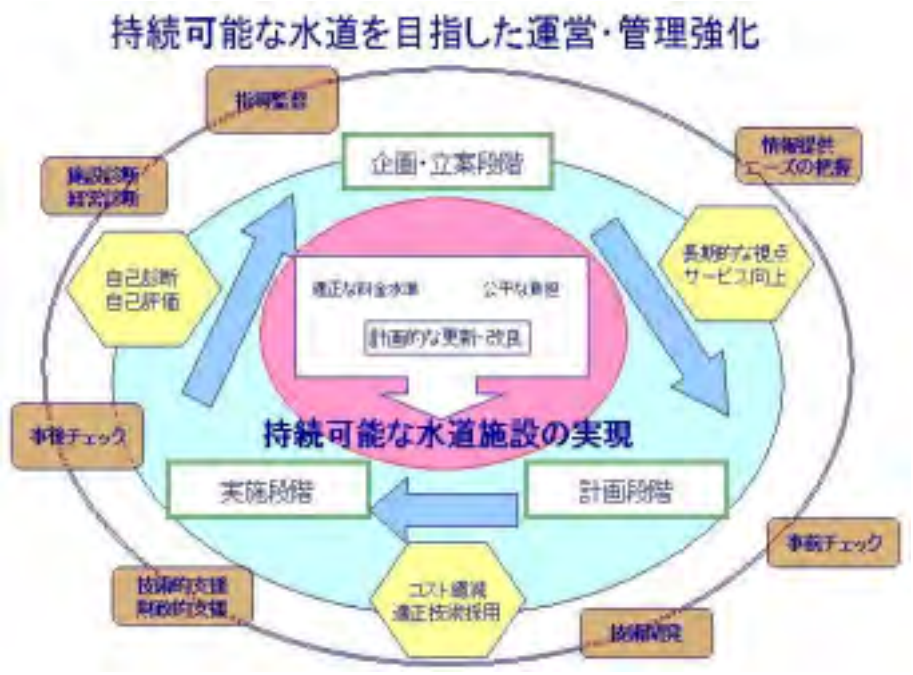 持続可能な水道を目指した運営・管理強化
指導監督
企画・立案段階
情報提供
ニーズの把握
施設診断
経営診断
長期的な視点
サービス向上
自己診断
自己評価
適正な料金水準
公平な負担
計画的な更新・改良
事後チェック
持続可能な水道施設の実現
実施段階
計画段階
事前チェック
技術的支援
財政的支援
コスト縮減
適正技術採用
技術開発